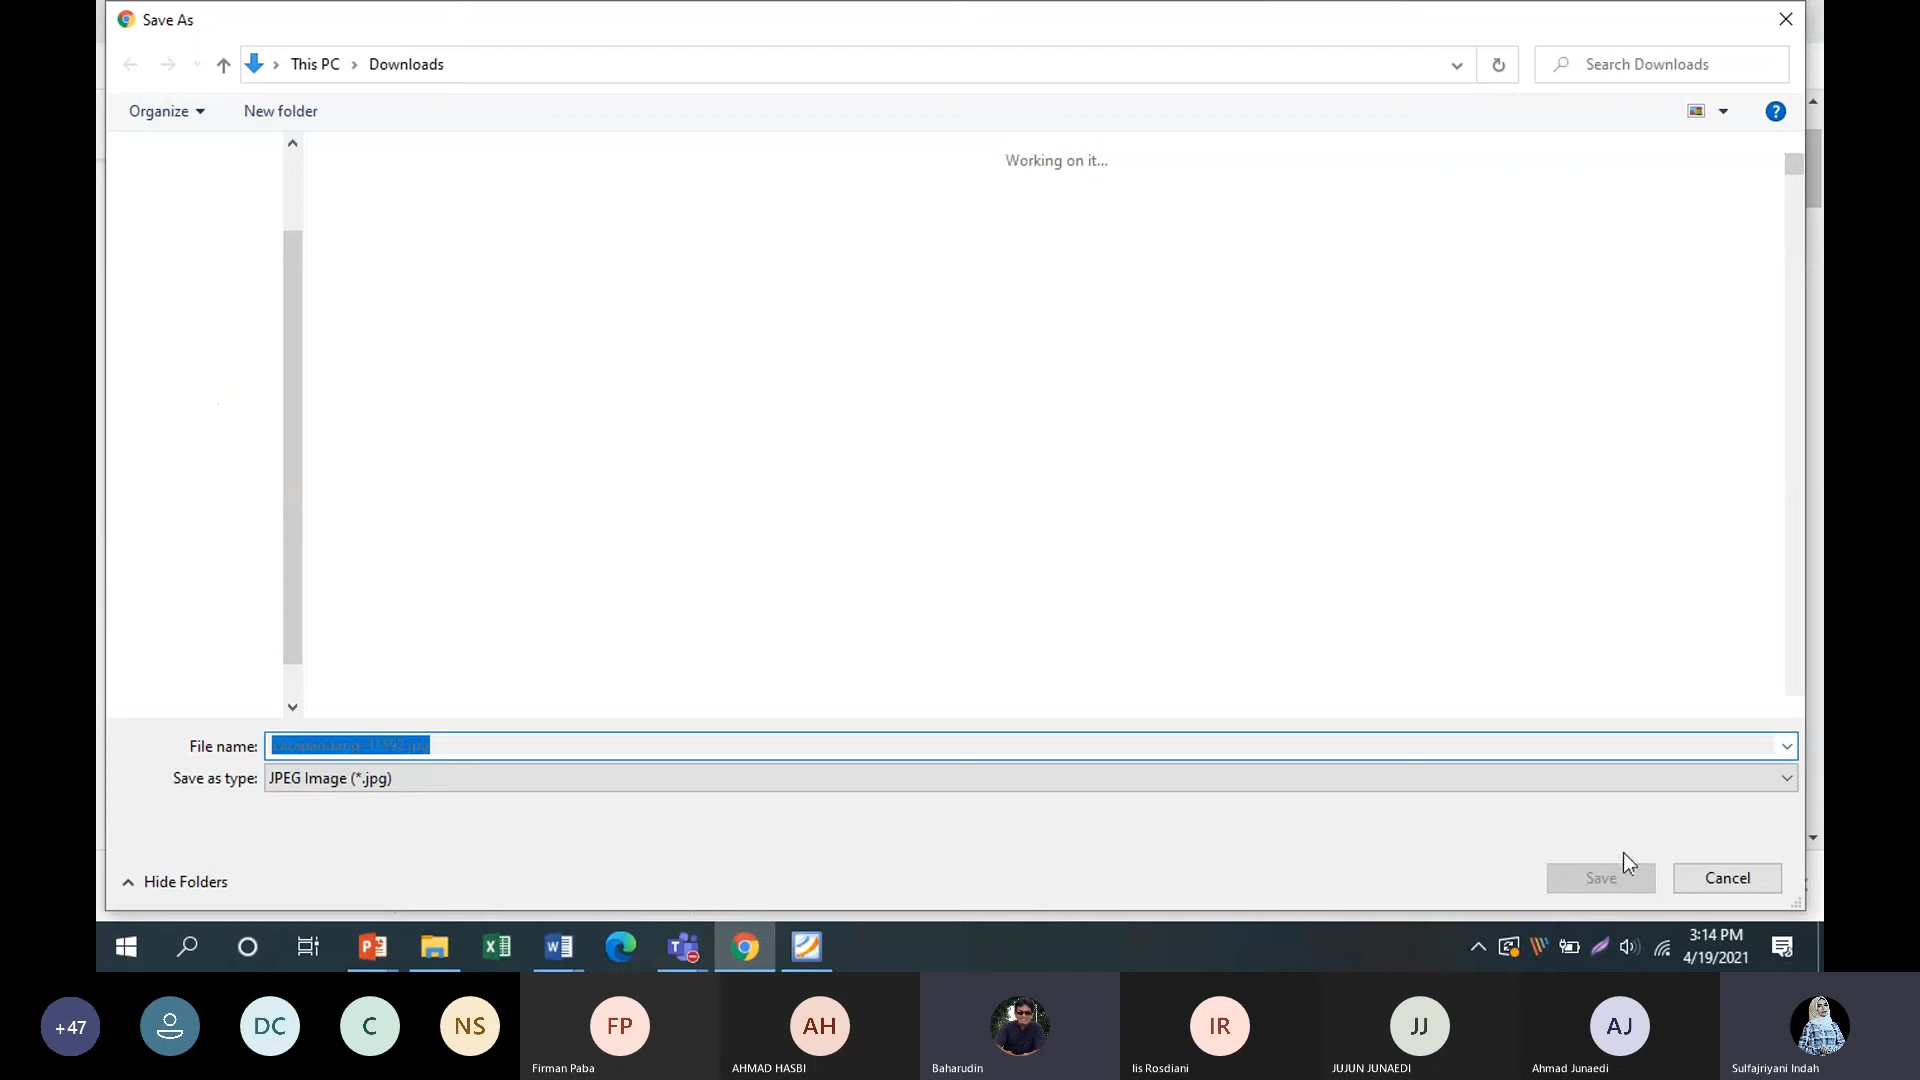 Save As
This PC
Downloads
Search Downloads
Organize
New folder
Working on it...
File name:
Save as type: JPEG Image (*.jpg)
Hide Folders
Save
Cancel
3:14 PM
4/19/2021
+47
DC
C
NS
FP
AH
IR
JJ
AJ
Firman Paba
AHMAD HASBI
Baharudin
Iis Rosdiani
JUJUN JUNAEDI
Ahmad Junaedi
Sulfajriyani Indah